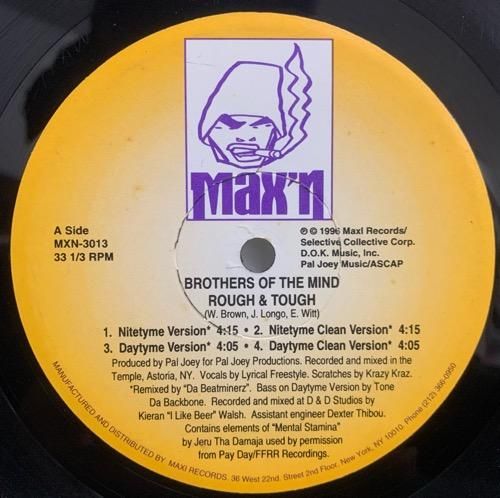 Max'n
A Side
MXN-3013
33 1/3 RPM
℗ © 1996 Maxi Records/
Selective Collective Corp.
D.O.K. Music, Inc.
Pal Joey Music/ASCAP
BROTHERS OF THE MIND
ROUGH & TOUGH
(W. Brown, J. Longo, E. Witt)
1. Nitetyme Version* 4:15 • 2. Nitetyme Clean Version* 4:15
3. Daytyme Version* 4:05 • 4. Daytyme Clean Version* 4:05
Produced by Pal Joey for Pal Joey Productions. Recorded and mixed in the
Temple, Astoria, NY. Vocals by Lyrical Freestyle. Scratches by Krazy Kraz.
*Remixed by "Da Beatminerz". Bass on Daytyme Version by Tone
Da Backbone. Recorded and mixed at D & D Studios by
Kieran "I Like Beer" Walsh. Assistant engineer Dexter Thibou.
Contains elements of "Mental Stamina"
by Jeru Tha Damaja used by permission
from Pay Day/FFRR Recordings.
MANUFACTURED AND DISTRIBUTED BY MAXI RECORDS. 36 West 22nd. Street 2nd Floor, New York, NY. 10010. Phone (212) 366-0950